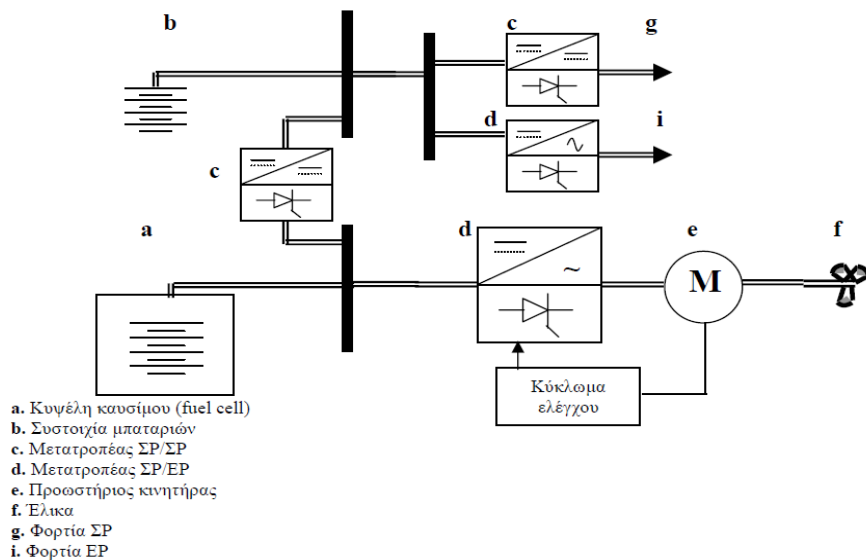 b
c
g
d
i
c
a
d
e
f
M
Κύκλωμα
ελέγχου
a. Κυψέλη καυσίμου (fuel cell)
b. Συστοιχία μπαταριών
c. Μετατροπέας ΣΡ/ΣΡ
d. Μετατροπέας ΣΡ/ΕΡ
e. Προωστήριος κινητήρας
f. Έλικα
g. Φορτία ΣΡ
i. Φορτία ΕΡ